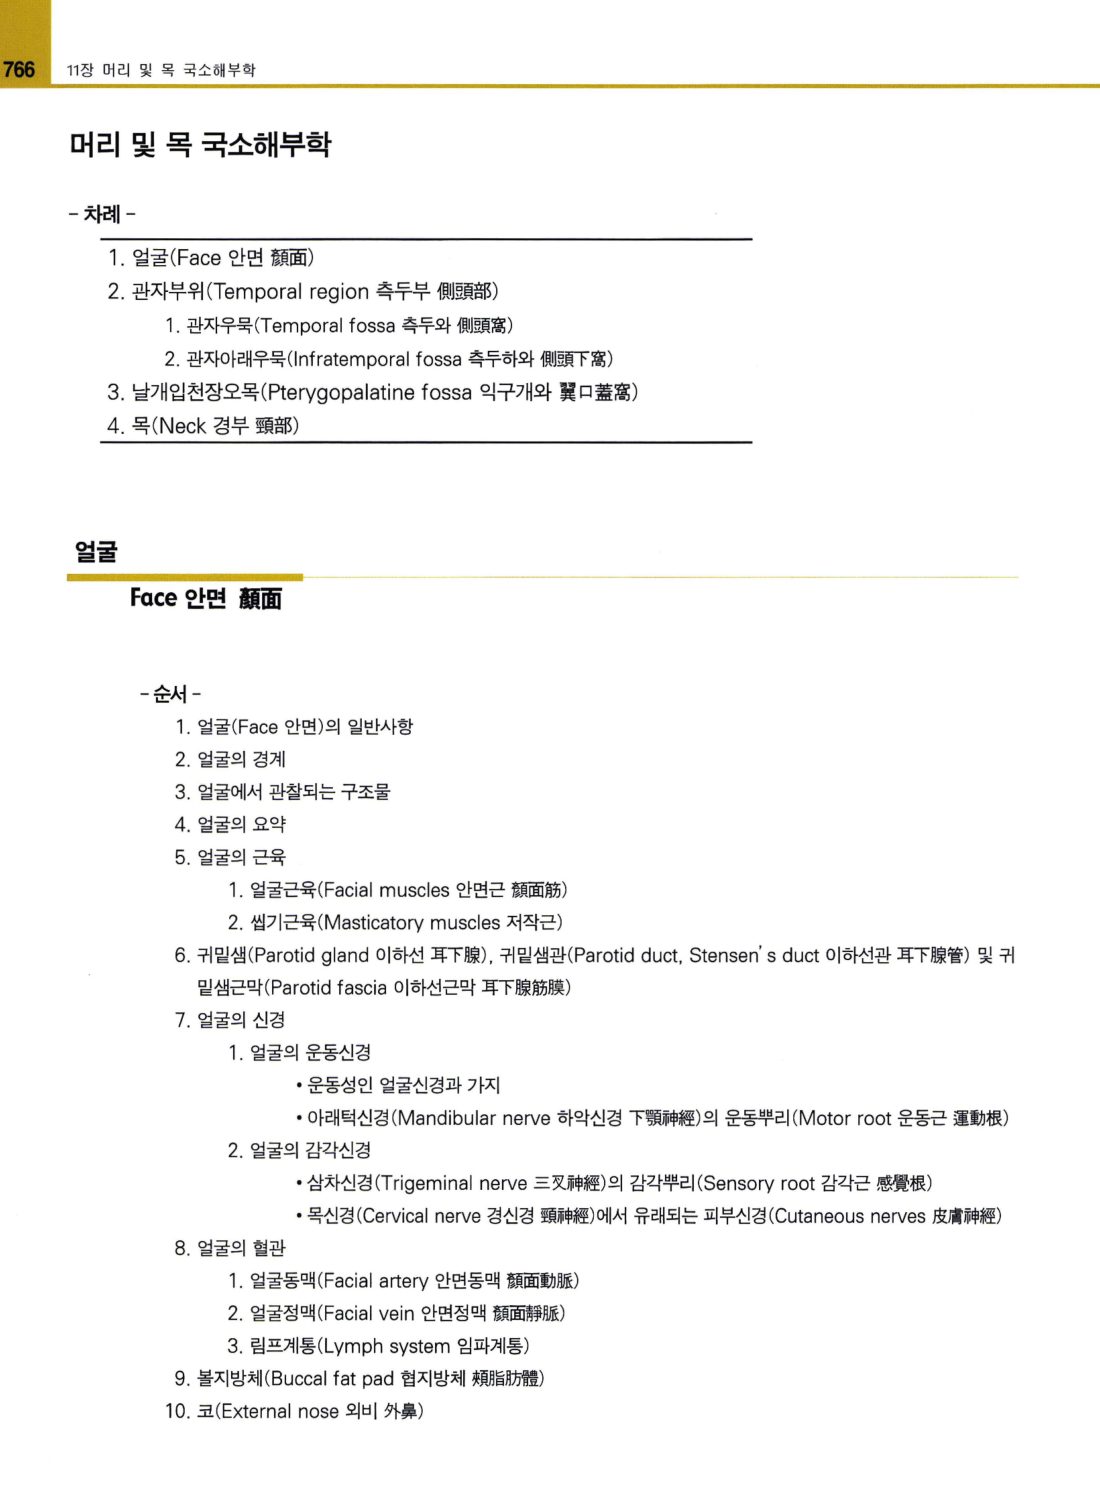 766
11장 머리 및 목 국소해부학
머리 및 목 국소해부학
- 차례 -
1. 얼굴(Face 안면 顔面)
2. 관자부위(Temporal region 측두부 側頭部)
1. 관자우묵(Temporal fossa 측두와 側頭窩)
2. 관자아래우묵(Infratemporal fossa 측두하와 側頭下窩)
3. 날개입천장오목(Pterygopalatine fossa 익구개와 翼口蓋窩)
4. 목(Neck 경부 頸部)
얼굴
Face 안면 顔面
- 순서 -
1. 얼굴(Face 안면)의 일반사항
2. 얼굴의 경계
3. 얼굴에서 관찰되는 구조물
4. 얼굴의 요약
5. 얼굴의 근육
1. 얼굴근육(Facial muscles 안면근 顔面筋)
2. 씹기근육(Masticatory muscles 저작근)
6. 귀밑샘(Parotid gland 이하선 耳下腺), 귀밑샘관(Parotid duct, Stensen's duct 이하선관 耳下腺管) 및 귀
밑샘근막(Parotid fascia 이하선근막 耳下腺筋膜)
7. 얼굴의 신경
1. 얼굴의 운동신경
• 운동성인 얼굴신경과 가지
• 아래턱신경(Mandibular nerve 하악신경 下顎神經)의 운동뿌리(Motor root 운동근 運動根)
2. 얼굴의 감각신경
• 삼차신경(Trigeminal nerve 三叉神經)의 감각뿌리(Sensory root 감각근 感覺根)
• 목신경(Cervical nerve 경신경 頸神經)에서 유래되는 피부신경(Cutaneous nerves 皮膚神經)
8. 얼굴의 혈관
1. 얼굴동맥(Facial artery 안면동맥 顔面動脈)
2. 얼굴정맥(Facial vein 안면정맥 顔面靜脈)
3. 림프계통(Lymph system 임파계통)
9. 볼지방체(Buccal fat pad 협지방체 頰脂肪體)
10. 코(External nose 외비 外鼻)